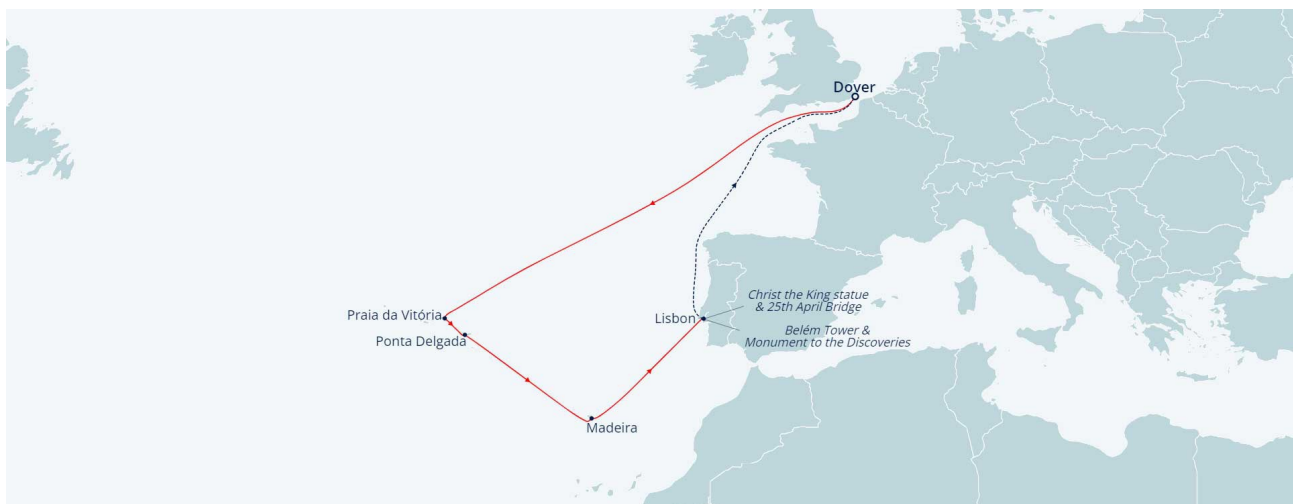 Dover
Praia da Vitória
Ponta Delgada
Lisbon
Christ the King statue
& 25th April Bridge
Belém Tower &
Monument to the Discoveries
Madeira